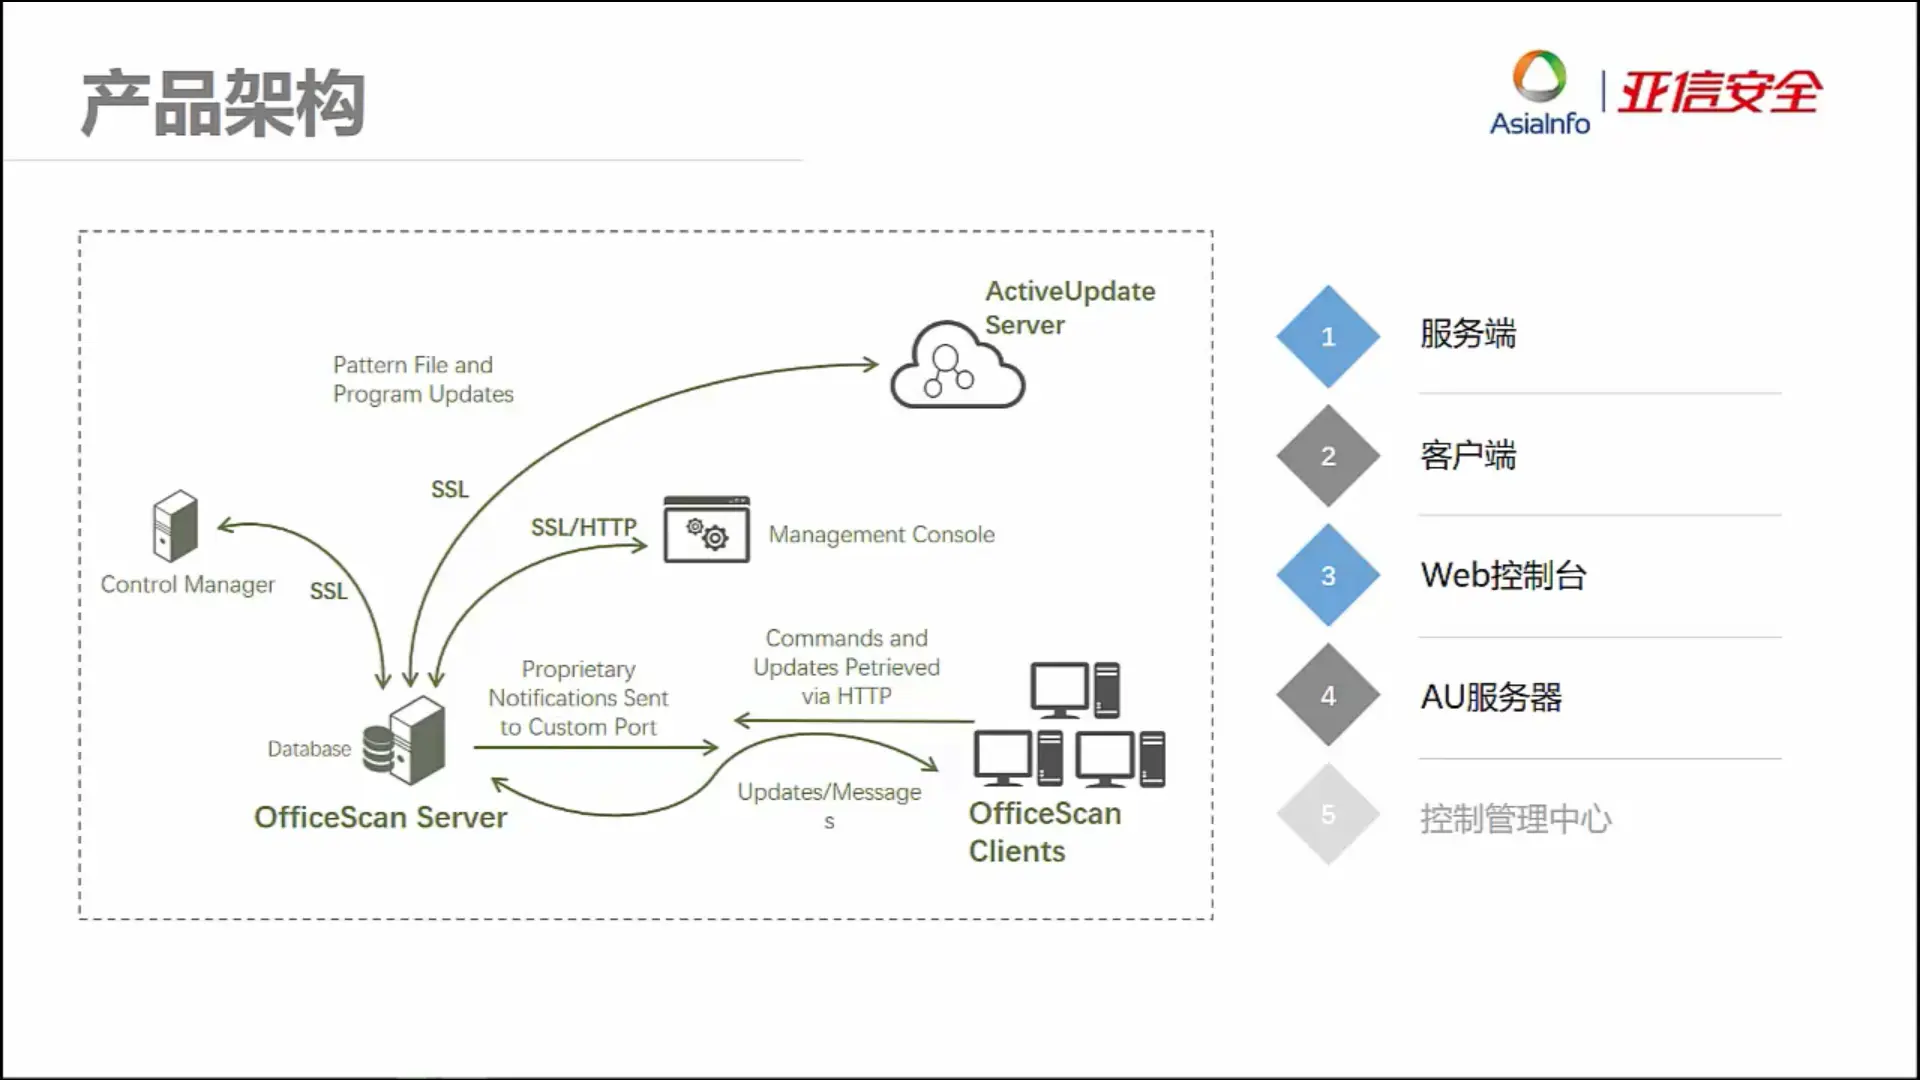 产品架构
AsiaInfo
亚信安全
ActiveUpdate
Server
Pattern File and
Program Updates
SSL
SSL/HTTP
Management Console
Control Manager
SSL
Commands and
Updates Petrieved
via HTTP
Proprietary
Notifications Sent
to Custom Port
Database
Updates/Message
s
OfficeScan Server
OfficeScan
Clients
1
服务端
2
客户端
3
Web控制台
4
AU服务器
5
控制管理中心